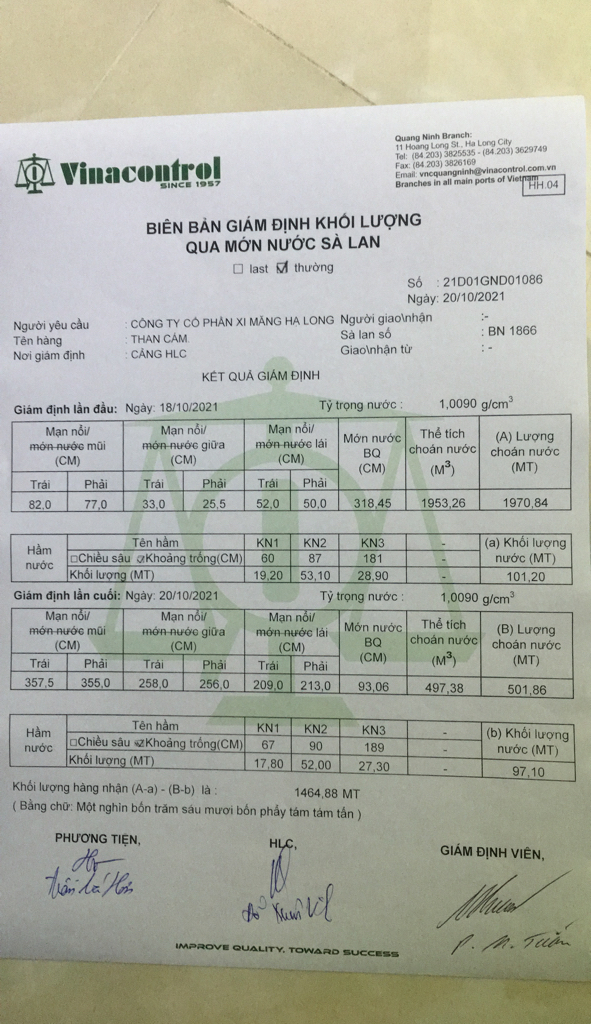 Vinacontrol
SINCE 1957
Quang Ninh Branch:
11 Hoang Long St., Ha Long City
Tel: (84.203) 3825535 - (84.203) 3629749
Fax: (84.203) 3826169
Email: vncquangninh@vinacontrol.com.vn
Branches in all main ports of Vietnam
HH.04
BIÊN BẢN GIÁM ĐỊNH KHỐI LƯỢNG
QUA MỚN NƯỚC SÀ LAN
☐ last ☑ thường
Số : 21D01GND01086
Ngày: 20/10/2021
Người yêu cầu : CÔNG TY CỔ PHẦN XI MĂNG HẠ LONG Người giao\nhận :-
Tên hàng : THAN CÁM. Sà lan số : BN 1866
Nơi giám định : CẢNG HLC Giao\nhận từ : -
KẾT QUẢ GIÁM ĐỊNH
Giám định lần đầu: Ngày: 18/10/2021 Tỷ trọng nước : 1,0090 g/cm3
Mạn nổi/ mớn nước mũi (CM) Mạn nổi/ mớn nước giữa (CM) Mạn nổi/ mớn nước lái (CM) Mớn nước BQ (CM) Thể tích choán nước (M3) (A) Lượng choán nước (MT)
Trái Phải Trái Phải Trái Phải
82,0 77,0 33,0 25,5 52,0 50,0 318,45 1953,26 1970,84
Hầm nước Tên hầm KN1 KN2 KN3 - (a) Khối lượng nước (MT)
☐Chiều sâu ☑Khoảng trống(CM) 60 87 181 -
Khối lượng (MT) 19,20 53,10 28,90 - 101,20
Giám định lần cuối: Ngày: 20/10/2021 Tỷ trọng nước : 1,0090 g/cm3
Mạn nổi/ mớn nước mũi (CM) Mạn nổi/ mớn nước giữa (CM) Mạn nổi/ mớn nước lái (CM) Mớn nước BQ (CM) Thể tích choán nước (M3) (B) Lượng choán nước (MT)
Trái Phải Trái Phải Trái Phải
357,5 355,0 258,0 256,0 209,0 213,0 93,06 497,38 501,86
Hầm nước Tên hầm KN1 KN2 KN3 - (b) Khối lượng nước (MT)
☐Chiều sâu ☑Khoảng trống(CM) 67 90 189 -
Khối lượng (MT) 17,80 52,00 27,30 - 97,10
Khối lượng hàng nhận (A-a) - (B-b) là : 1464,88 MT
( Bằng chữ: Một nghìn bốn trăm sáu mươi bốn phẩy tám tám tấn )
PHƯƠNG TIỆN, HLC, GIÁM ĐỊNH VIÊN,
P. M. Tuấn
IMPROVE QUALITY, TOWARD SUCCESS